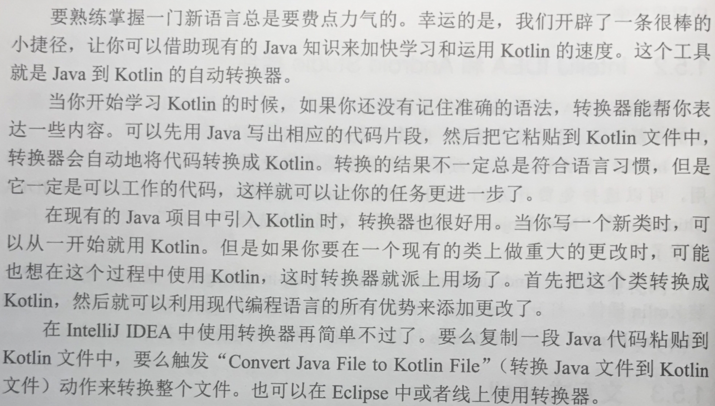 要熟练掌握一门新语言总是要费点力气的。幸运的是，我们开辟了一条很棒的
小捷径，让你可以借助现有的 Java 知识来加快学习和运用 Kotlin 的速度。这个工具
就是 Java 到 Kotlin 的自动转换器。
当你开始学习 Kotlin 的时候，如果你还没有记住准确的语法，转换器能帮你表
达一些内容。可以先用 Java 写出相应的代码片段，然后把它粘贴到 Kotlin 文件中，
转换器会自动地将代码转换成 Kotlin。转换的结果不一定总是符合语言习惯，但是
它一定是可以工作的代码，这样就可以让你的任务更进一步了。
在现有的 Java 项目中引入 Kotlin 时，转换器也很好用。当你写一个新类时，可
以从一开始就用 Kotlin。但是如果你要在一个现有的类上做重大的更改时，可能
也想在这个过程中使用 Kotlin，这时转换器就派上用场了。首先把这个类转换成
Kotlin，然后就可以利用现代编程语言的所有优势来添加更改了。
在 IntelliJ IDEA 中使用转换器再简单不过了。要么复制一段 Java 代码粘贴到
Kotlin 文件中，要么触发“Convert Java File to Kotlin File”（转换 Java 文件到 Kotlin
文件）动作来转换整个文件。也可以在 Eclipse 中或者线上使用转换器。